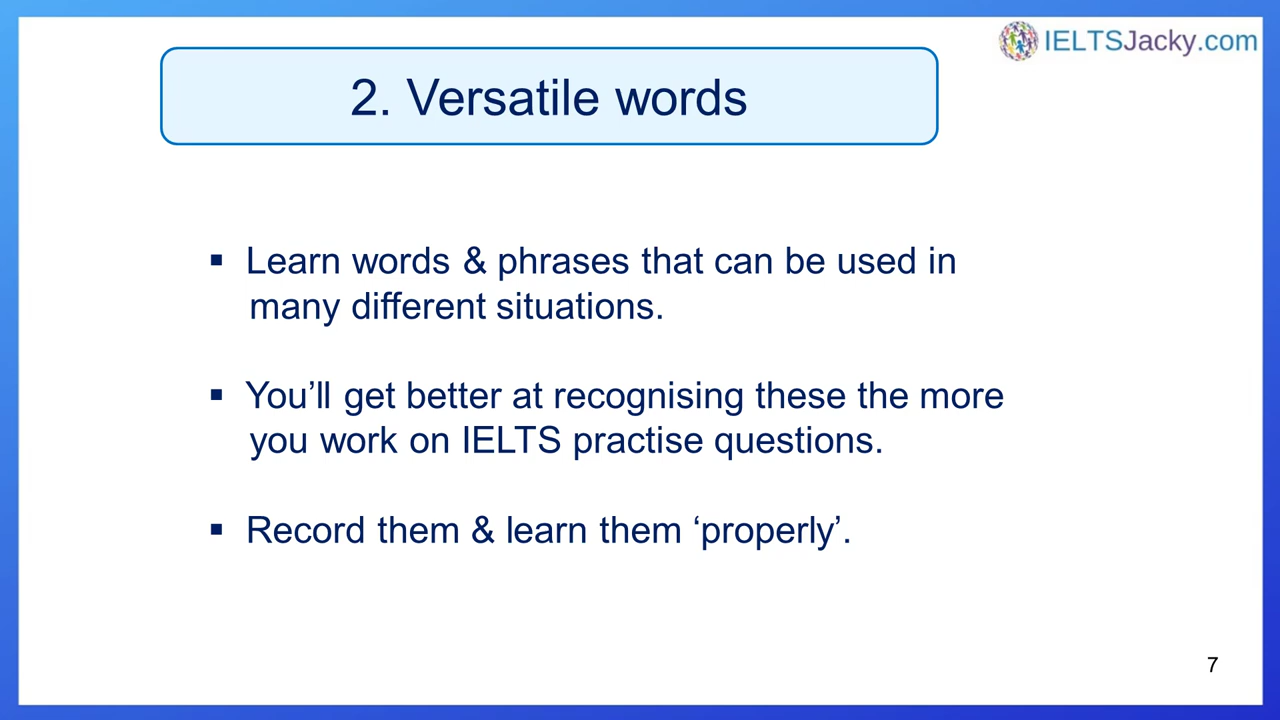 IELTSJacky.com
2. Versatile words
▪ Learn words & phrases that can be used in
many different situations.
▪ You’ll get better at recognising these the more
you work on IELTS practise questions.
▪ Record them & learn them ‘properly’.
7